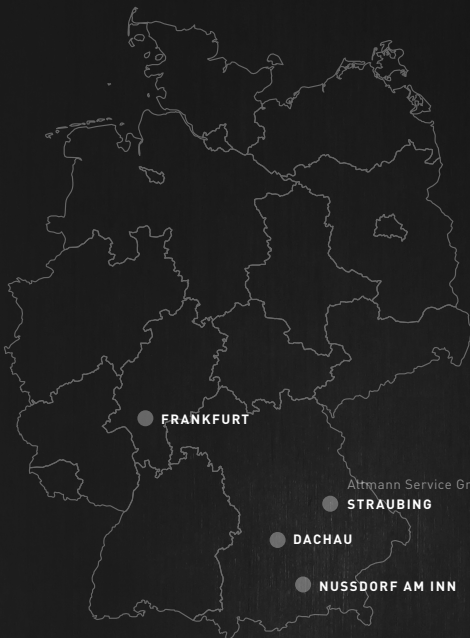 FRANKFURT
Altmann Service Gr
STRAUBING
DACHAU
NUSSDORF AM INN